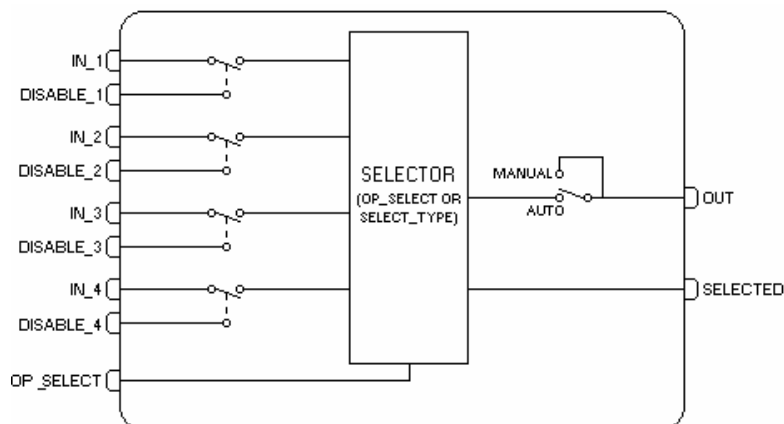 IN_1
DISABLE_1
IN_2
DISABLE_2
IN_3
DISABLE_3
IN_4
DISABLE_4
OP_SELECT
SELECTOR
(OP_SELECT OR
SELECT_TYPE)
MANUAL
AUTO
OUT
SELECTED